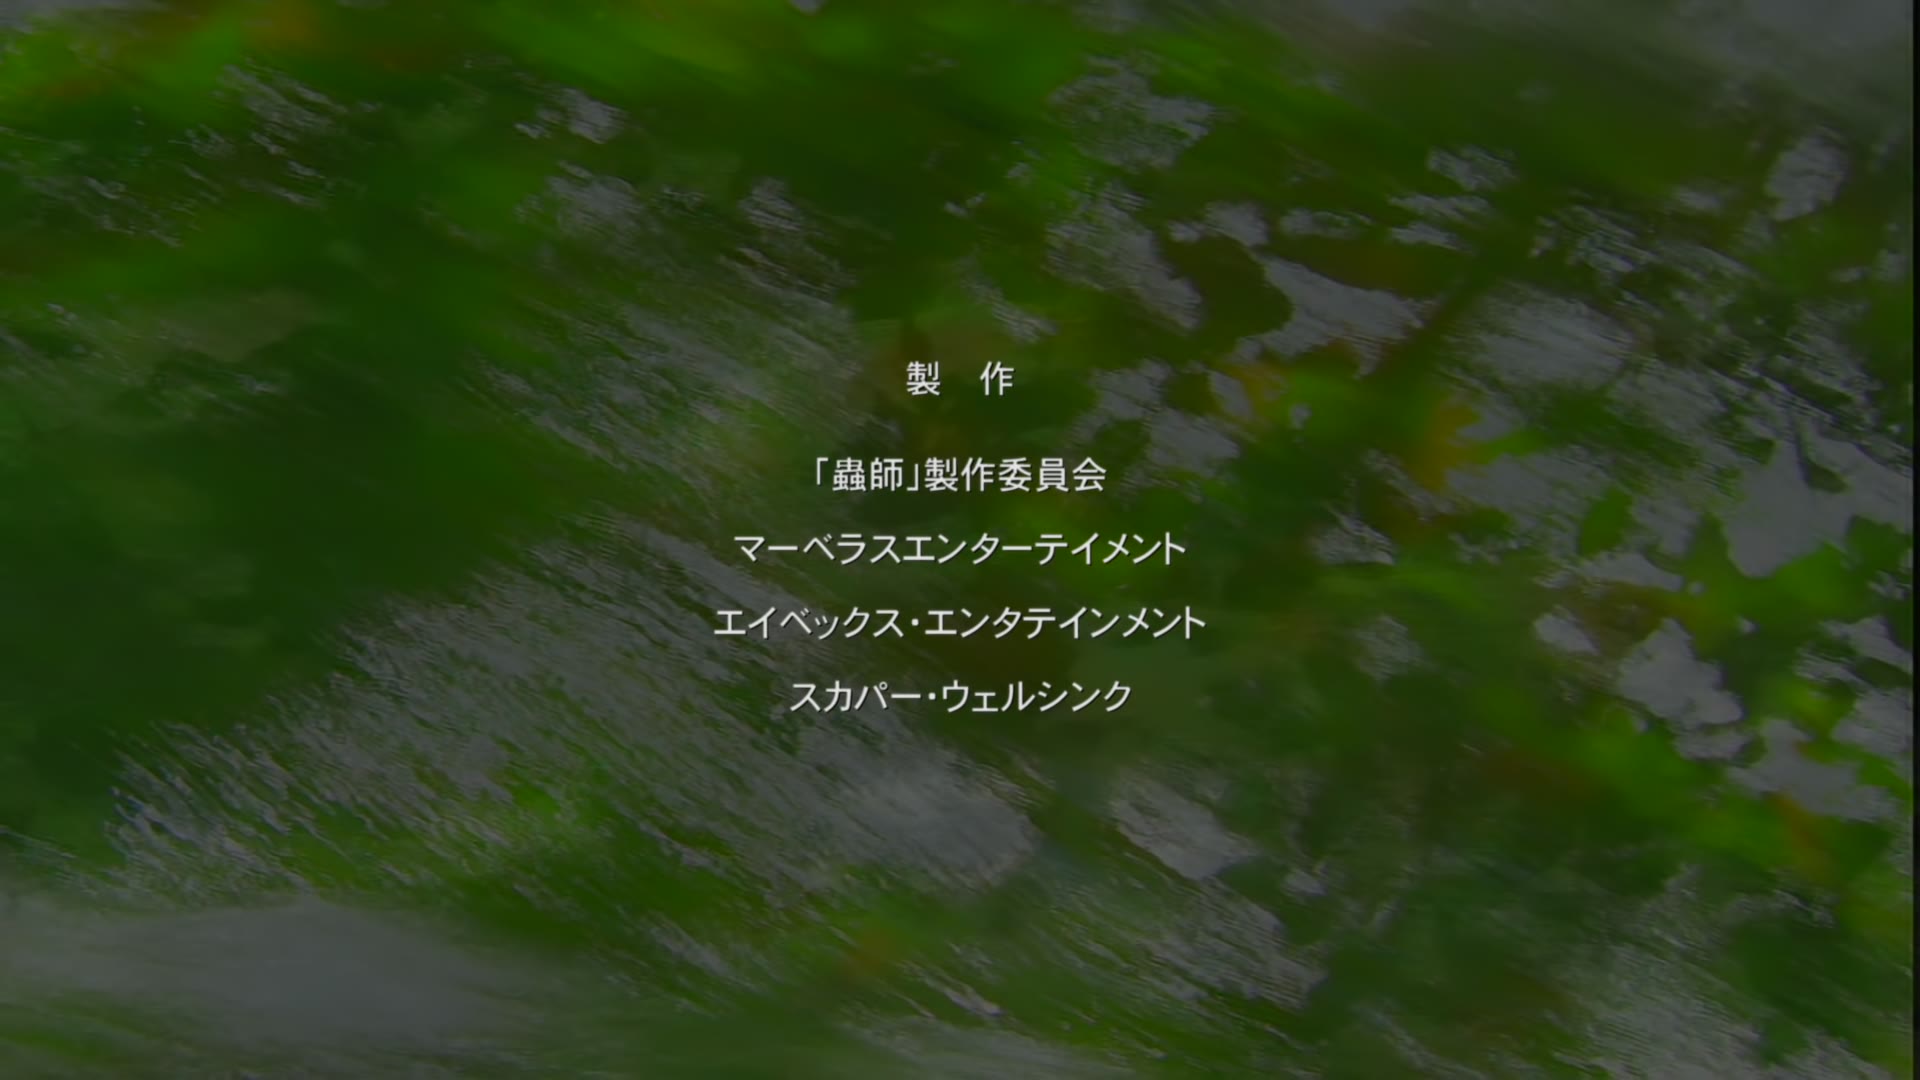 製　作
「蟲師」製作委員会
マーベラスエンターテイメント
エイベックス・エンタテインメント
スカパー・ウェルシンク